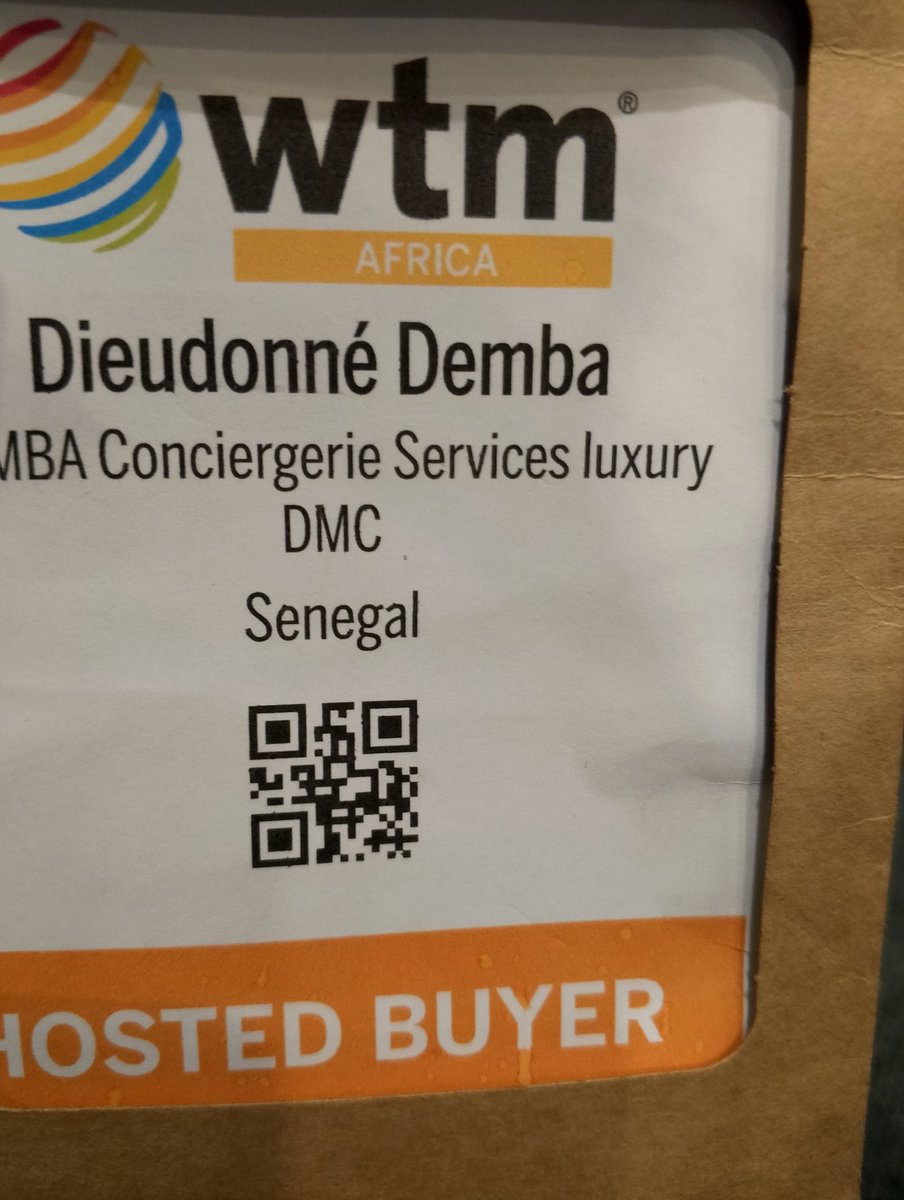 wtm®
AFRICA
Dieudonné Demba
MBA Conciergerie Services luxury
DMC
Senegal
HOSTED BUYER